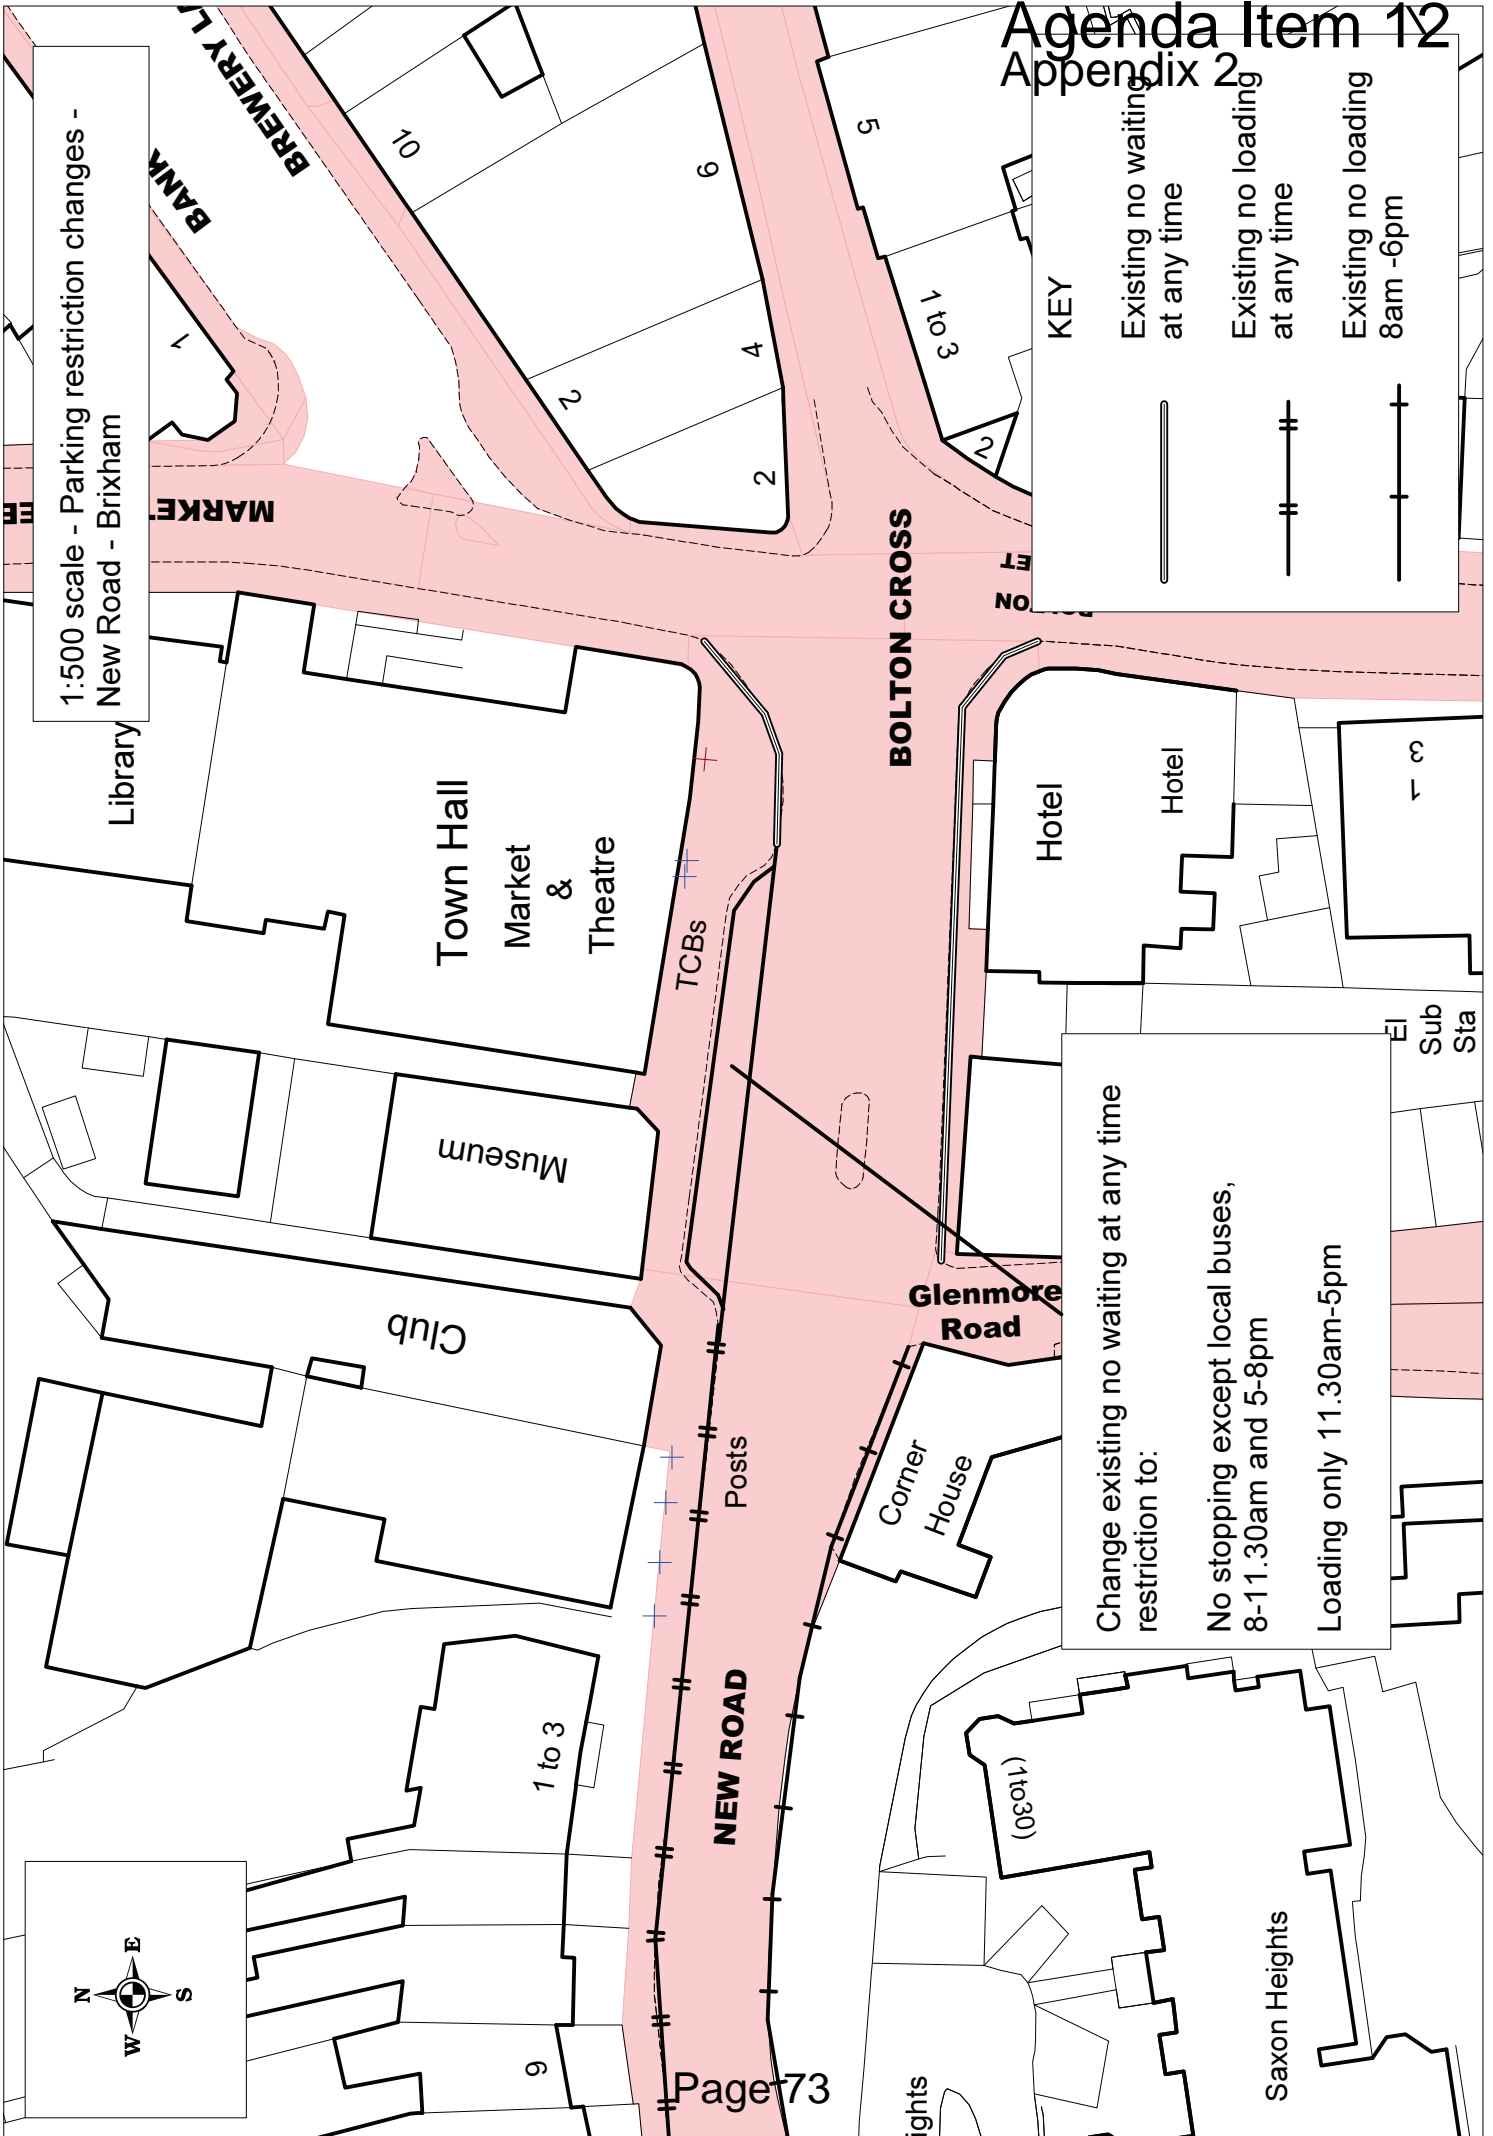 Agenda Item 12
Appendix 2
1:500 scale - Parking restriction changes -
New Road - Brixham
KEY
Existing no waiting
at any time
Existing no loading
at any time
Existing no loading
8am -6pm
BREWERY LA
BANK
MARKET
10
9
5
1
2
4
2
1 to 3
2
BOLTON CROSS
Library
Town Hall
Market
&
Theatre
TCBs
Hotel
Hotel
1 3
El
Sub
Sta
Museum
Club
Glenmore
Road
Corner
House
Posts
Change existing no waiting at any time
restriction to:
No stopping except local buses,
8-11.30am and 5-8pm
Loading only 11.30am-5pm
NEW ROAD
1 to 3
(1to30)
Saxon Heights
ights
9
N
E
S
W
Page 73